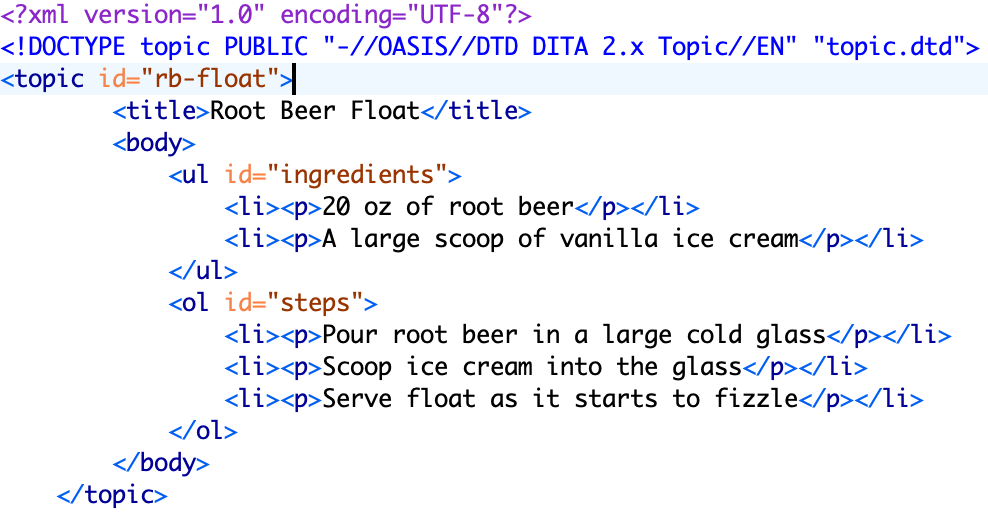 <?xml version="1.0" encoding="UTF-8"?>
<!DOCTYPE topic PUBLIC "-//OASIS//DTD DITA 2.x Topic//EN" "topic.dtd">
<topic id="rb-float">
        <title>Root Beer Float</title>
        <body>
            <ul id="ingredients">
                <li><p>20 oz of root beer</p></li>
                <li><p>A large scoop of vanilla ice cream</p></li>
            </ul>
            <ol id="steps">
                <li><p>Pour root beer in a large cold glass</p></li>
                <li><p>Scoop ice cream into the glass</p></li>
                <li><p>Serve float as it starts to fizzle</p></li>
            </ol>
        </body>
    </topic>